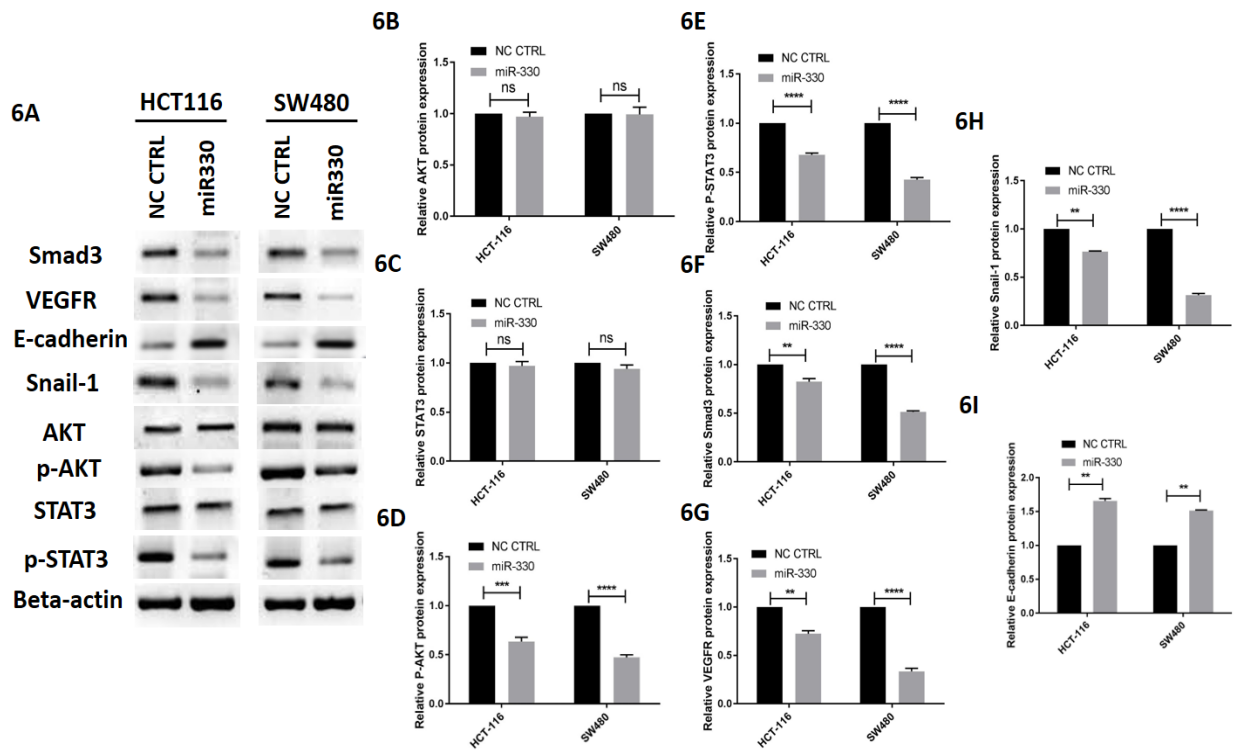 6A
HCT116 SW480
NC CTRL
miR330
NC CTRL
miR330
Smad3
VEGFR
E-cadherin
Snail-1
AKT
p-AKT
STAT3
p-STAT3
Beta-actin
6B
Relative AKT protein expression
NC CTRL
miR-330
ns ns
1.5
1.0
0.5
0.0
HCT-116
SW480
6C
Relative STAT3 protein expression
NC CTRL
miR-330
ns ns
1.5
1.0
0.5
0.0
HCT-116
SW480
6D
Relative P-AKT protein expression
NC CTRL
miR-330
*** ****
1.5
1.0
0.5
0.0
HCT-116
SW480
6E
Relative P-STAT3 protein expression
NC CTRL
miR-330
**** ****
1.5
1.0
0.5
0.0
HCT-116
SW480
6F
Relative Smad3 protein expression
NC CTRL
miR-330
** ****
1.5
1.0
0.5
0.0
HCT-116
SW480
6G
Relative VEGFR protein expression
NC CTRL
miR-330
** ****
1.5
1.0
0.5
0.0
HCT-116
SW480
6H
Relative Snail-1 protein expression
NC CTRL
miR-330
** ****
1.5
1.0
0.5
0.0
HCT-116
SW480
6I
Relative E-cadherin protein expression
NC CTRL
miR-330
** **
2.0
1.5
1.0
0.5
0.0
HCT-116
SW480